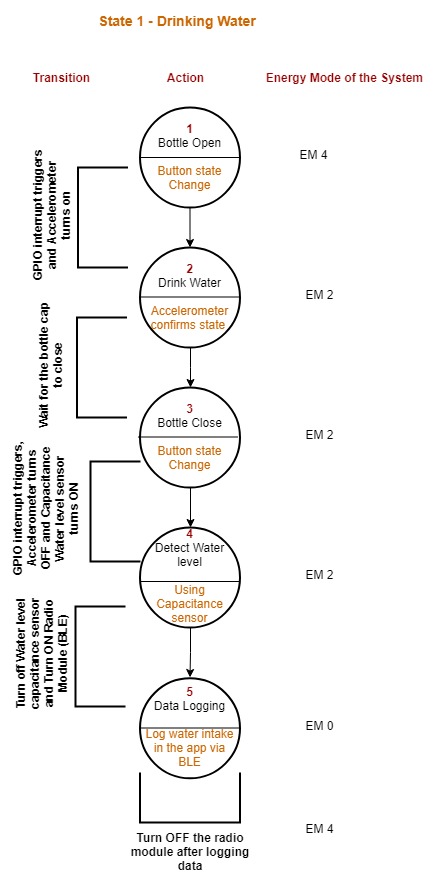 State 1 - Drinking Water
Transition
Action
Energy Mode of the System
1
Bottle Open
Button state
Change
EM 4
GPIO interrupt triggers
and Accelerometer
turns on
2
Drink Water
Accelerometer
confirms state
EM 2
Wait for the bottle cap
to close
3
Bottle Close
Button state
Change
EM 2
GPIO interrupt triggers,
Accelerometer turns
OFF and Capacitance
Water level sensor
turns ON
4
Detect Water
level
Using
Capacitance
sensor
EM 2
Turn off Water level
capacitance sensor
and Turn ON Radio
Module (BLE)
5
Data Logging
Log water intake
in the app via
BLE
EM 0
Turn OFF the radio
module after logging
data
EM 4